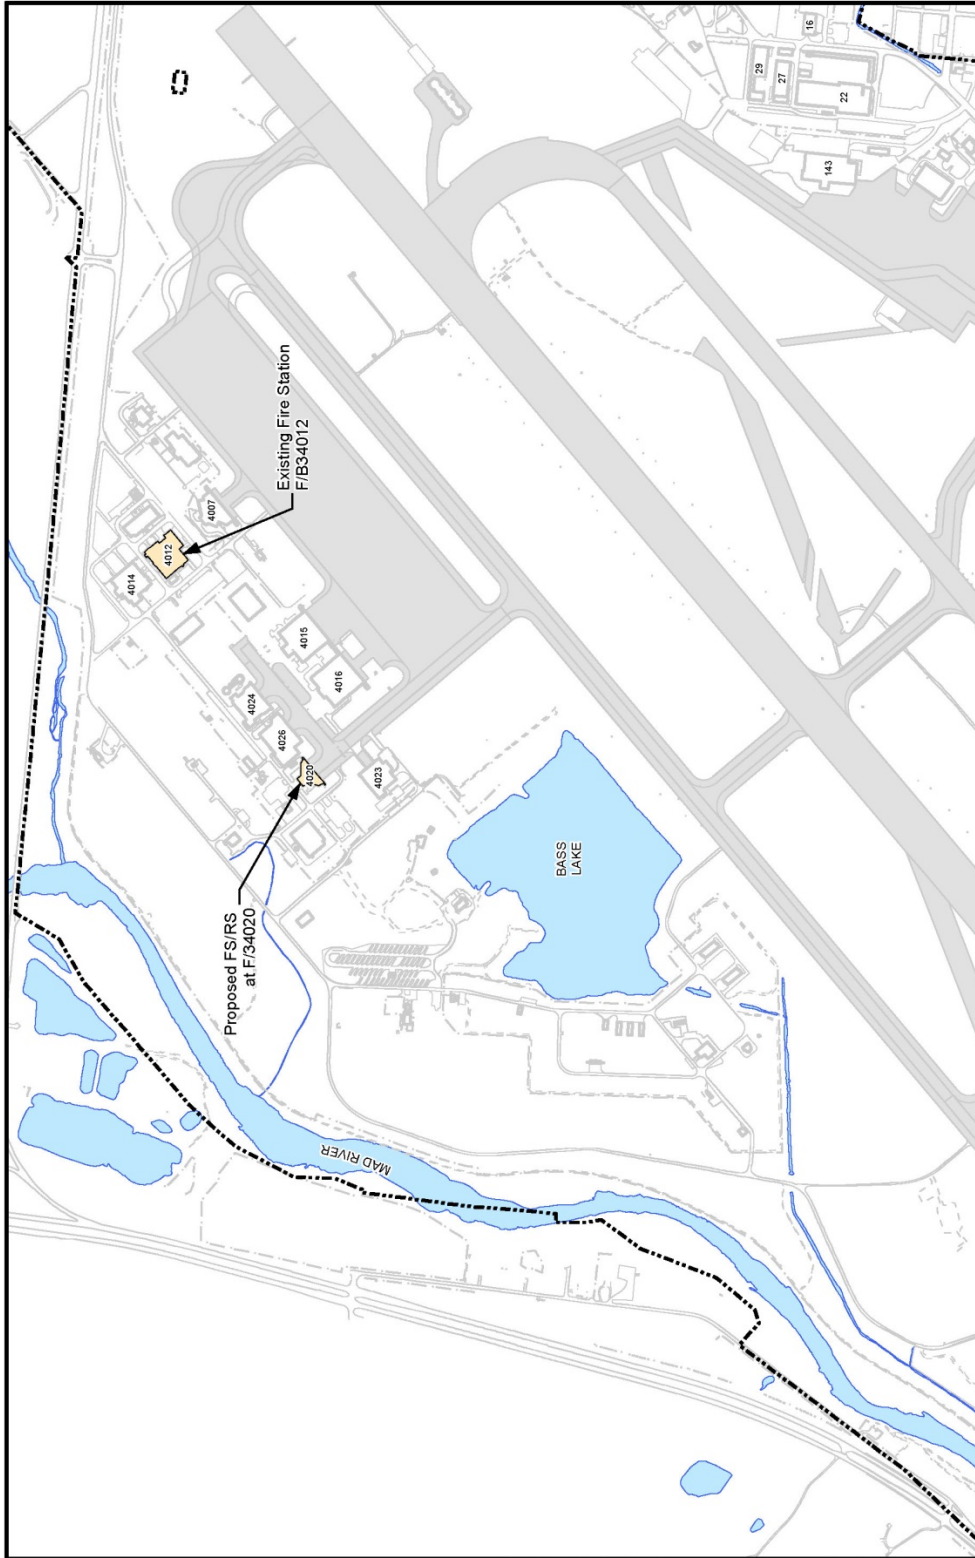 16
29
27
22
143
Existing Fire Station
F/B34012
4007
4012
4014
4015
4016
4024
4026
4020
4023
Proposed FS/RS
at F/34020
BASS
LAKE
MAD RIVER